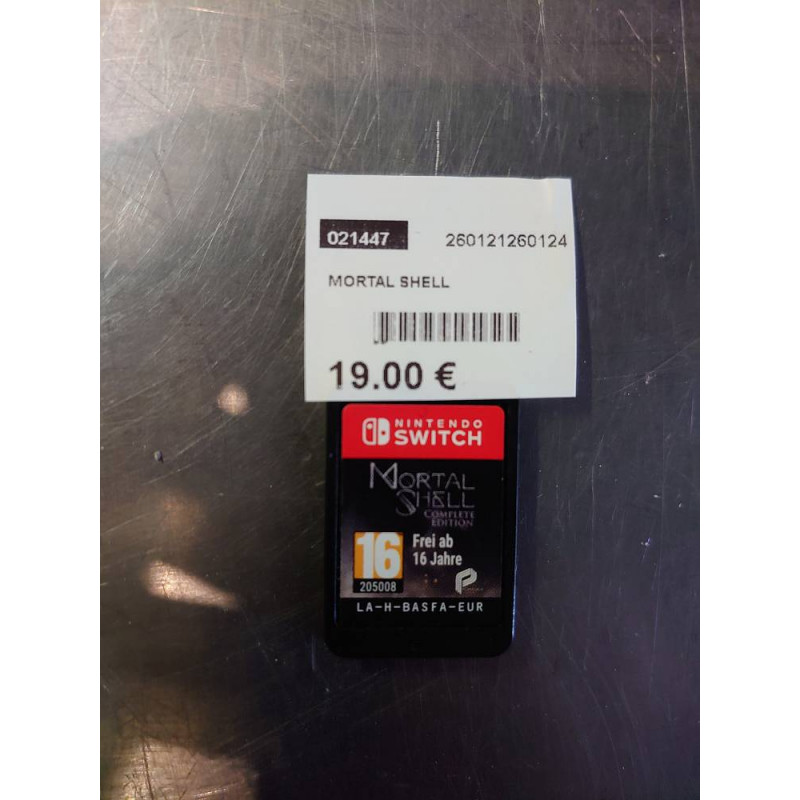 021447 260121260124
MORTAL SHELL
19.00 €
NINTENDO
SWITCH
MORTAL
SHELL
COMPLETE
EDITION
16 Frei ab
16 Jahre
205008
LA-H-BASFA-EUR